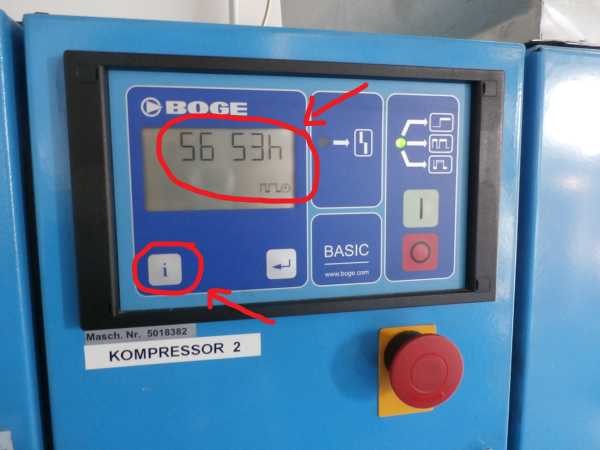 BOGE
56 53h
i
BASIC
www.boge.com
Masch. Nr. 5018382
KOMPRESSOR 2